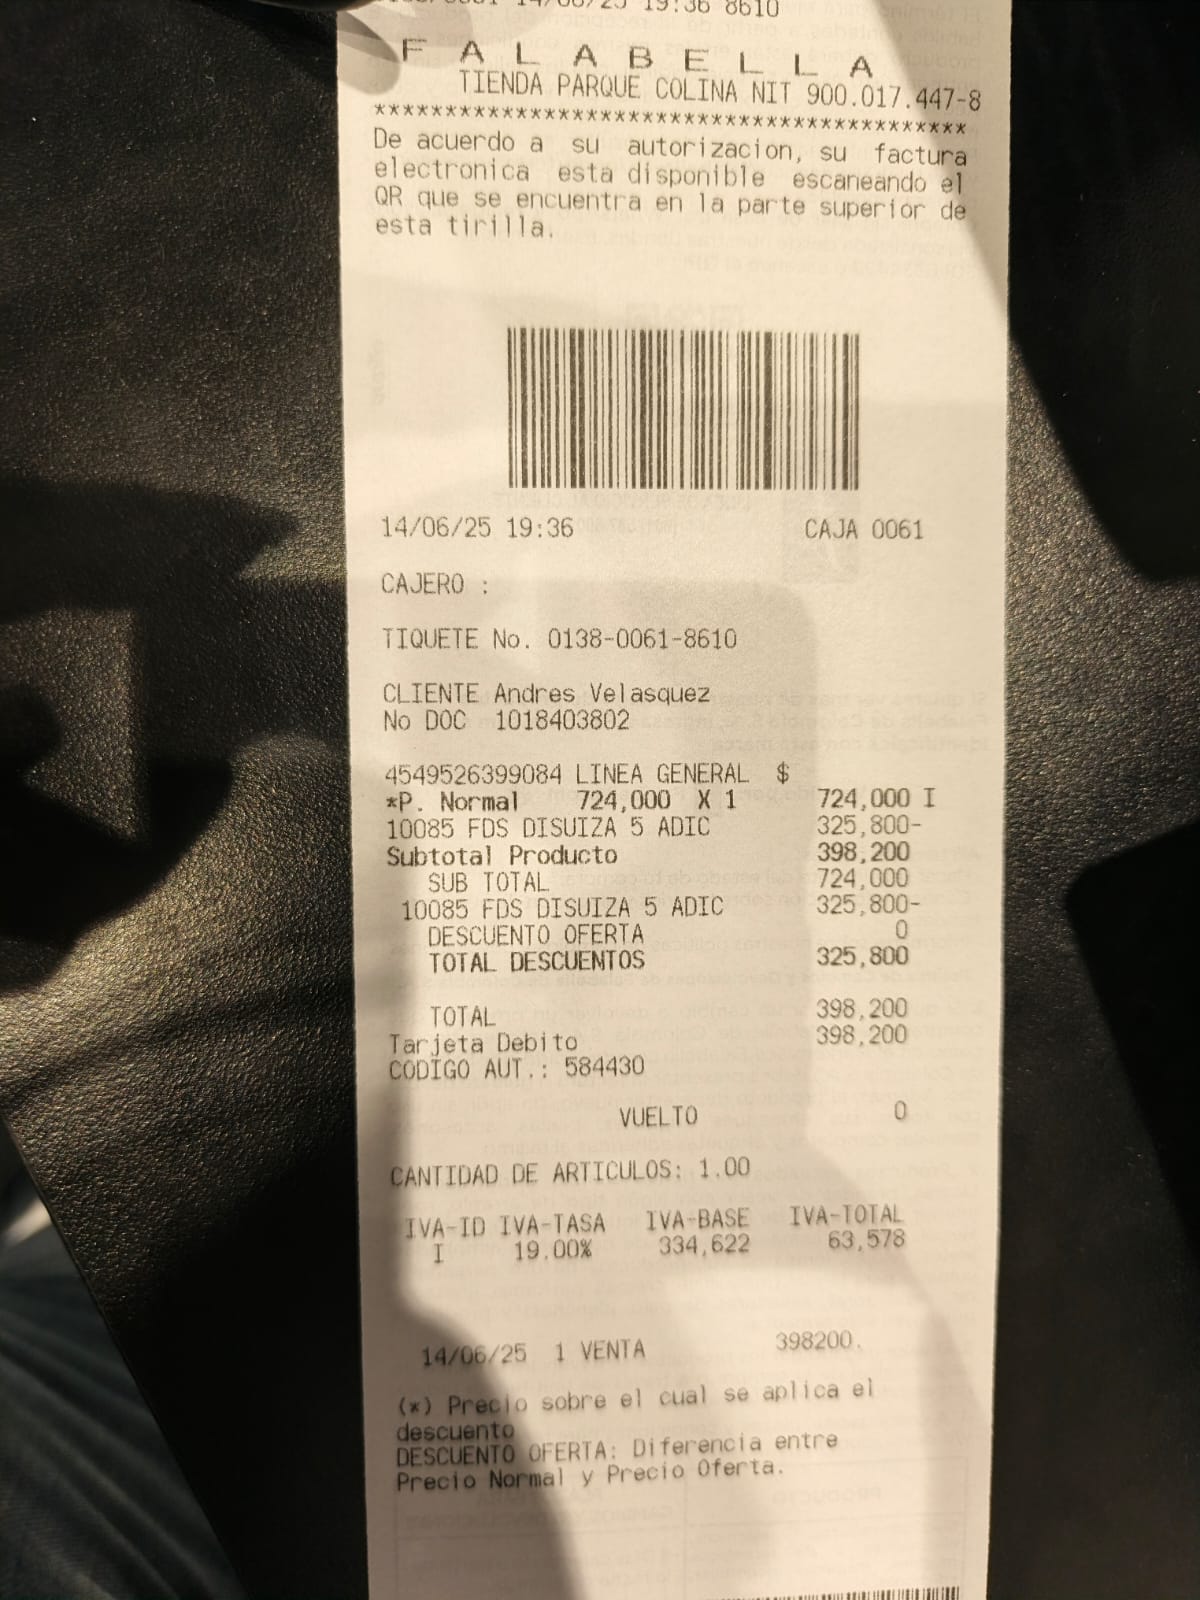 14/06/25 19:36 8610
F A L A B E L L A
TIENDA PARQUE COLINA NIT 900.017.447-8
******************************************
De acuerdo a su autorizacion, su factura
electronica esta disponible escaneando el
QR que se encuentra en la parte superior de
esta tirilla.
14/06/25 19:36 CAJA 0061
CAJERO :
TIQUETE No. 0138-0061-8610
CLIENTE Andres Velasquez
No DOC 1018403802
4549526399084 LINEA GENERAL $
*P. Normal 724,000 X 1 724,000 I
10085 FDS DISUIZA 5 ADIC 325,800-
Subtotal Producto 398,200
SUB TOTAL 724,000
10085 FDS DISUIZA 5 ADIC 325,800-
DESCUENTO OFERTA 0
TOTAL DESCUENTOS 325,800
TOTAL 398,200
Tarjeta Debito 398,200
CODIGO AUT.: 584430
VUELTO 0
CANTIDAD DE ARTICULOS: 1.00
IVA-ID IVA-TASA IVA-BASE IVA-TOTAL
I 19.00% 334,622 63,578
14/06/25 1 VENTA 398200.
(*) Precio sobre el cual se aplica el
descuento
DESCUENTO OFERTA: Diferencia entre
Precio Normal y Precio Oferta.